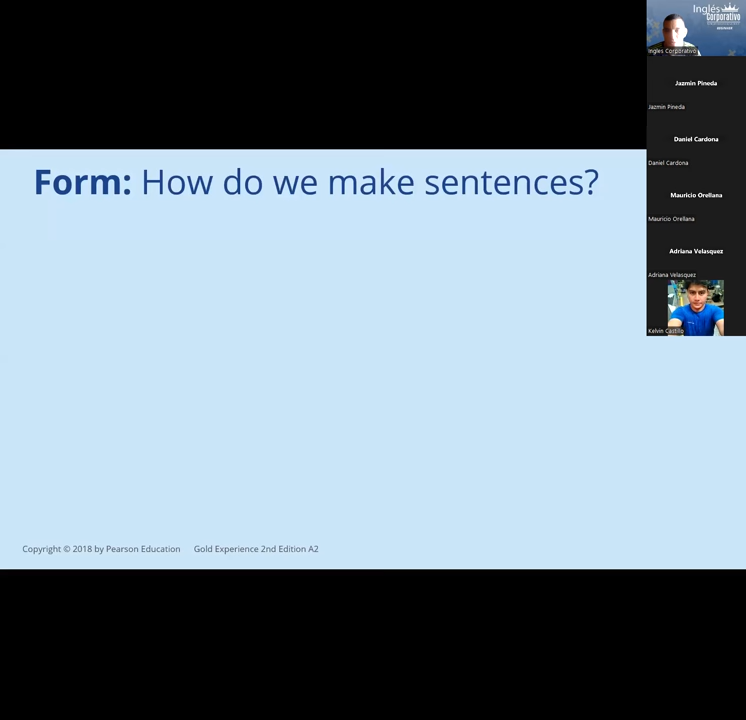 Form: How do we make sentences?
Copyright © 2018 by Pearson Education Gold Experience 2nd Edition A2
Inglés
Corporativo
Ingles Corporativo
Jazmin Pineda
Jazmin Pineda
Daniel Cardona
Daniel Cardona
Mauricio Orellana
Mauricio Orellana
Adriana Velasquez
Adriana Velasquez
Kelvin Castillo